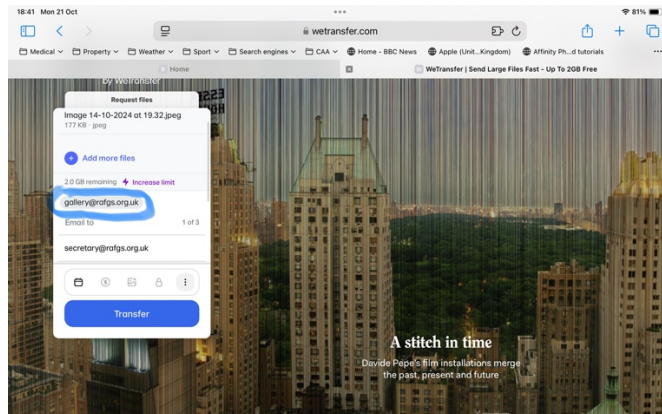 18:41 Mon 21 Oct
81%
wetransfer.com
Medical
Property
Weather
Sport
Search engines
CAA
Home - BBC News
Apple (Unit...Kingdom)
Affinity Ph...d tutorials
Home
WeTransfer | Send Large Files Fast - Up To 2GB Free
by WeTransfer
Request files
Image 14-10-2024 at 19.32.jpeg
177 KB · jpeg
Add more files
2.0 GB remaining
Increase limit
gallery@rafgs.org.uk
Email to
1 of 3
secretary@rafgs.org.uk
Transfer
A stitch in time
Davide Pepe's film installations merge
the past, present and future